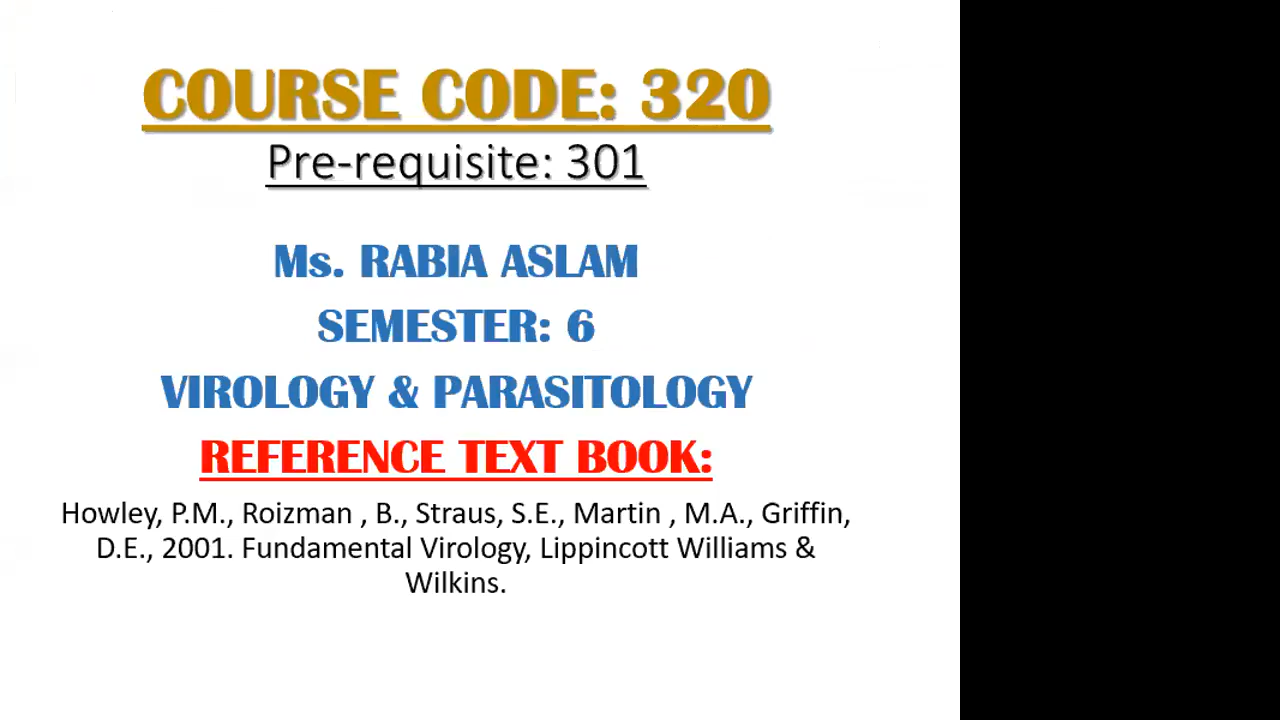 COURSE CODE: 320
Pre-requisite: 301
Ms. RABIA ASLAM
SEMESTER: 6
VIROLOGY & PARASITOLOGY
REFERENCE TEXT BOOK:
Howley, P.M., Roizman , B., Straus, S.E., Martin , M.A., Griffin,
D.E., 2001. Fundamental Virology, Lippincott Williams &
Wilkins.